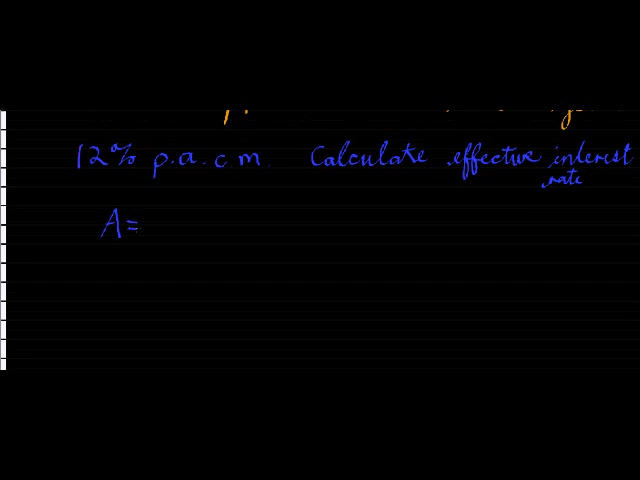 12% p.a.c m. Calculate effective interest
rate
A=